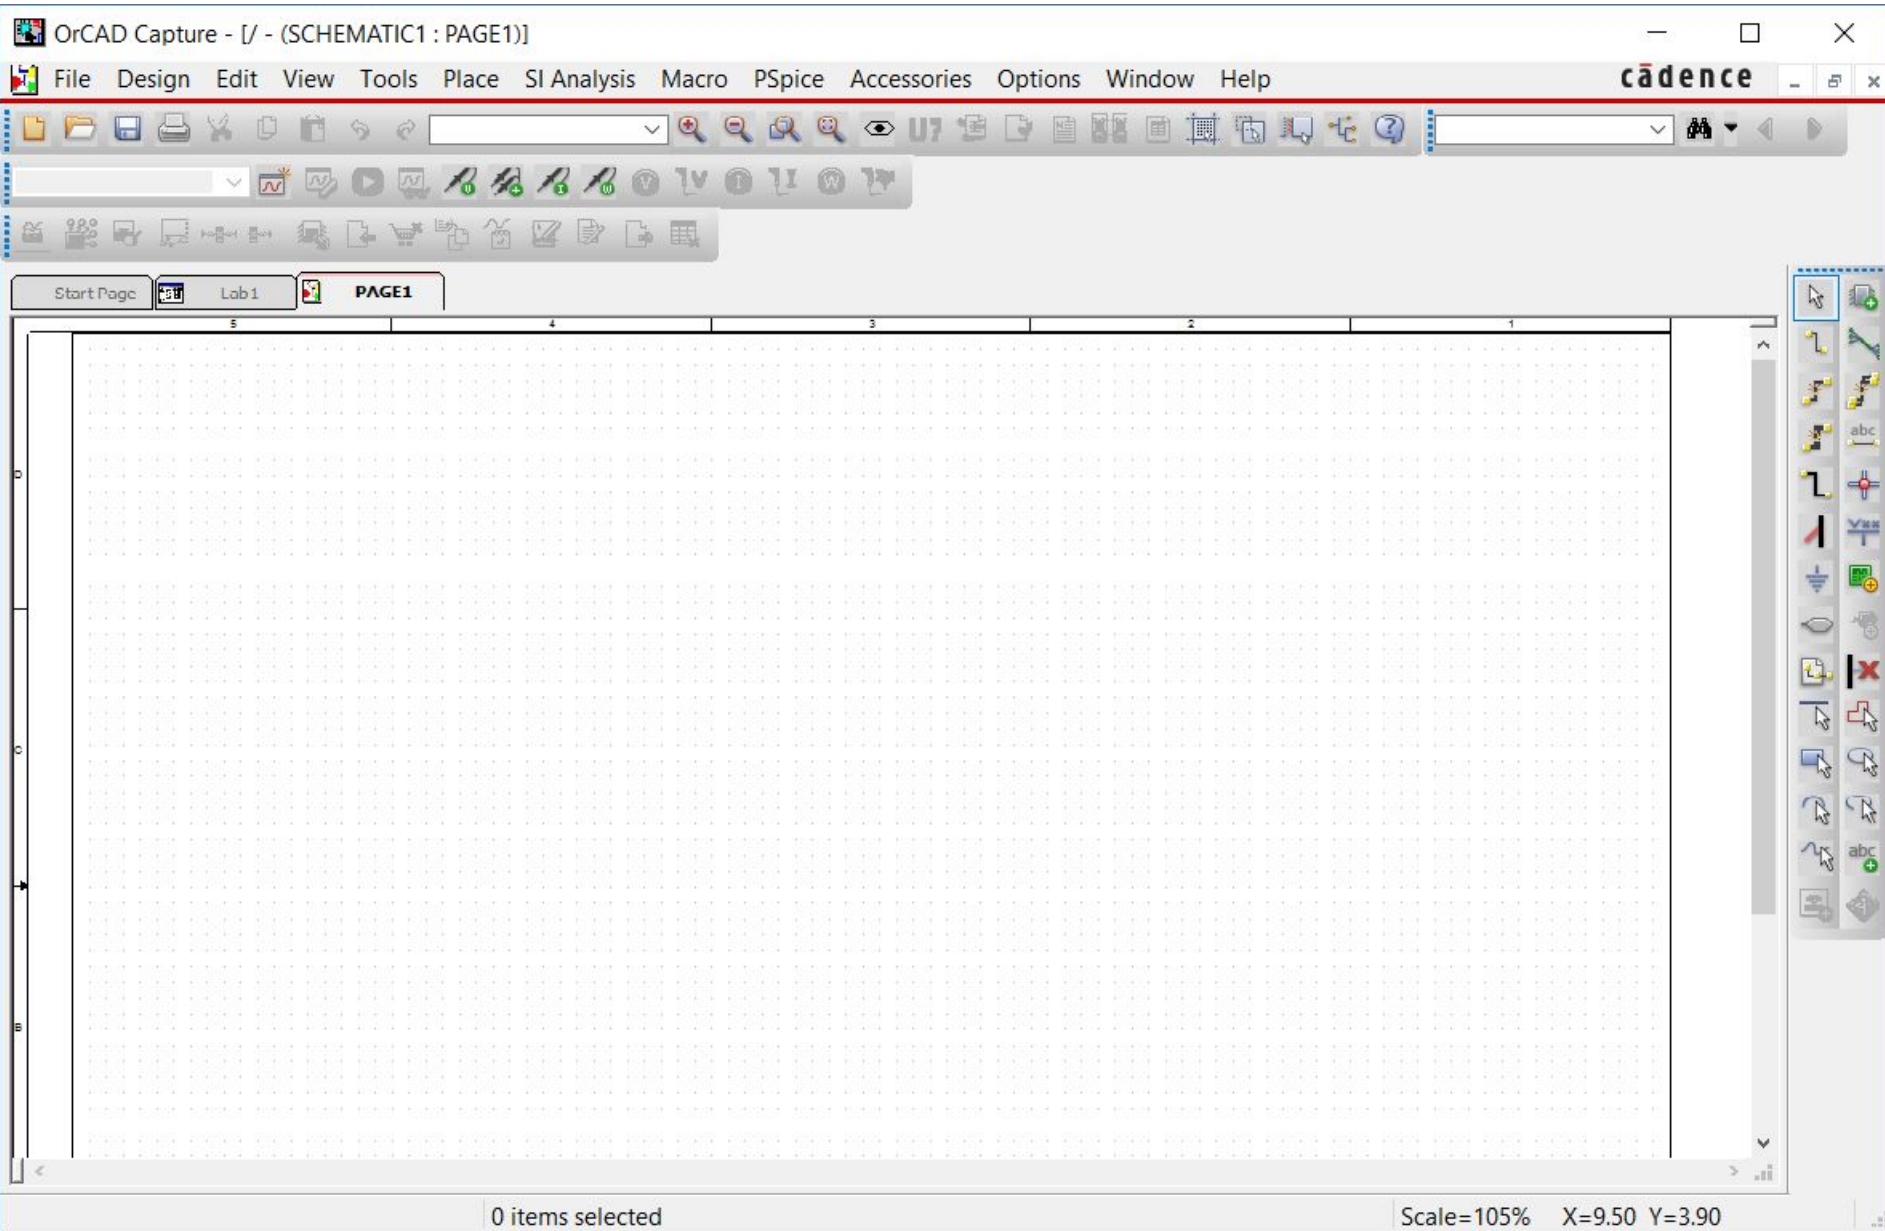 OrCAD Capture - [/ - (SCHEMATIC1 : PAGE1)]
File Design Edit View Tools Place SI Analysis Macro PSpice Accessories Options Window Help cādence
U?
V V I I W
Start Page Lab1 PAGE1
5 4 3 2 1
abc
D
C
abc
B
0 items selected Scale=105% X=9.50 Y=3.90